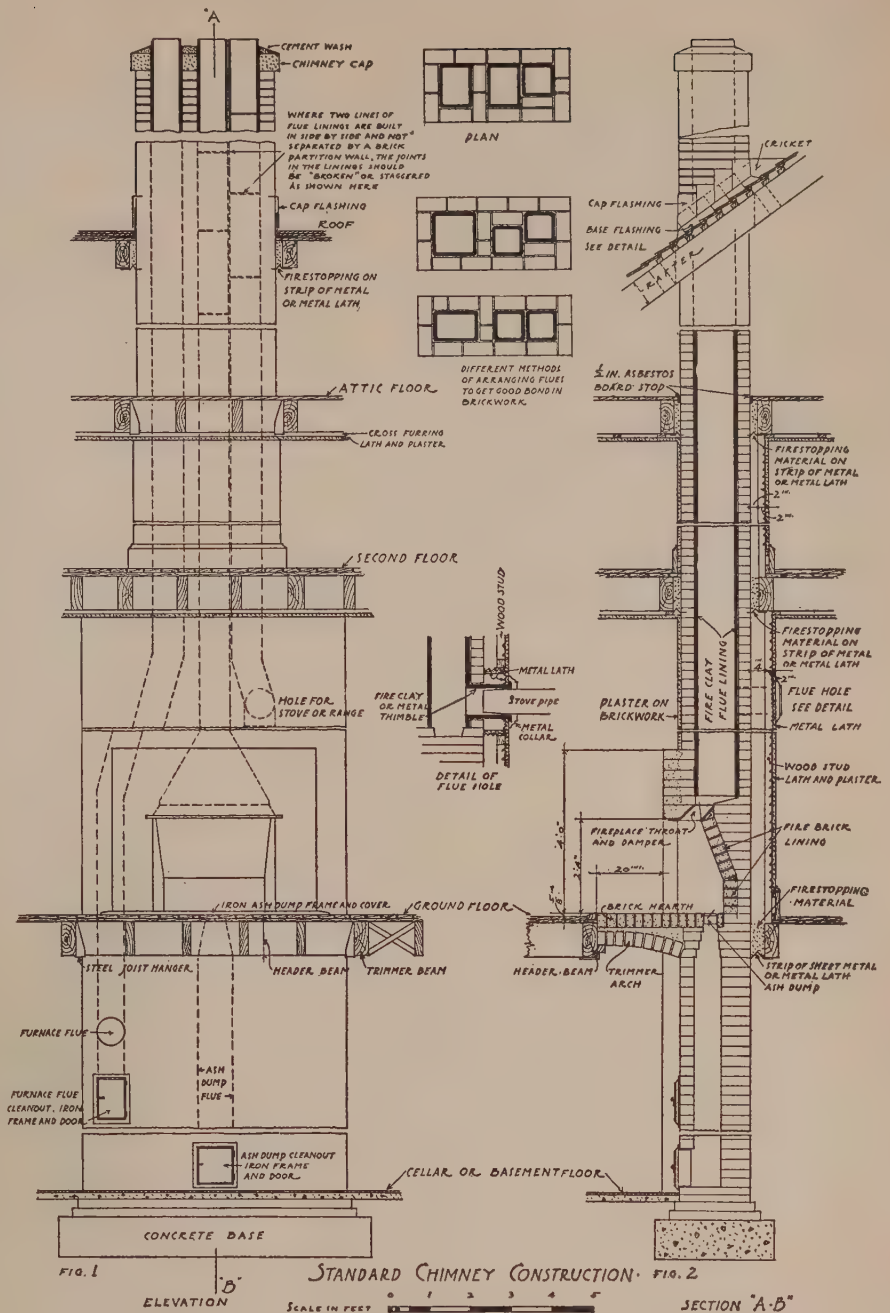 "A
CEMENT WASH
CHIMNEY CAP
WHERE TWO LINES OF
FLUE LININGS ARE BUILT
IN SIDE BY SIDE AND NOT
SEPARATED BY A BRICK
PARTITION WALL, THE JOINTS
IN THE LININGS SHOULD
BE "BROKEN" OR STAGGERED
AS SHOWN HERE
CAP FLASHING
ROOF
FIRESTOPPING ON
STRIP OF METAL
OR METAL LATH
ATTIC FLOOR
CROSS FURRING
LATH AND PLASTER
SECOND FLOOR
HOLE FOR
STOVE OR RANGE
IRON ASH DUMP FRAME AND COVER
GROUND FLOOR
STEEL JOIST HANGER
HEADER BEAM
TRIMMER BEAM
FURNACE FLUE
ASH
DUMP
FLUE
FURNACE FLUE
CLEANOUT, IRON
FRAME AND DOOR
ASH DUMP CLEANOUT
IRON FRAME
AND DOOR
CELLAR OR BASEMENT FLOOR
CONCRETE BASE
FIG. 1
"B"
ELEVATION
PLAN
DIFFERENT METHODS
OF ARRANGING FLUES
TO GET GOOD BOND IN
BRICKWORK
WOOD STUD
METAL LATH
FIRE CLAY
OR METAL
THIMBLE
STOVE PIPE
METAL
COLLAR
DETAIL OF
FLUE HOLE
CRICKET
CAP FLASHING
BASE FLASHING
SEE DETAIL
RAFTER
½ IN. ASBESTOS
BOARD STOP
FIRESTOPPING
MATERIAL ON
STRIP OF METAL
OR METAL LATH
2"
2"
FIRESTOPPING
MATERIAL ON
STRIP OF METAL
OR METAL LATH
2"
FLUE HOLE
SEE DETAIL
METAL LATH
FIRE CLAY
FLUE LINING
PLASTER ON
BRICKWORK
WOOD STUD
LATH AND PLASTER
FIREPLACE THROAT
AND DAMPER
FIRE BRICK
LINING
4'0"
2'4"
20"
FIRESTOPPING
MATERIAL
BRICK HEARTH
HEADER BEAM
TRIMMER
ARCH
STRIP OF SHEET METAL
OR METAL LATH
ASH DUMP
STANDARD CHIMNEY CONSTRUCTION.
FIG. 2
SCALE IN FEET
0 1 2 3 4 5
SECTION "A-B"